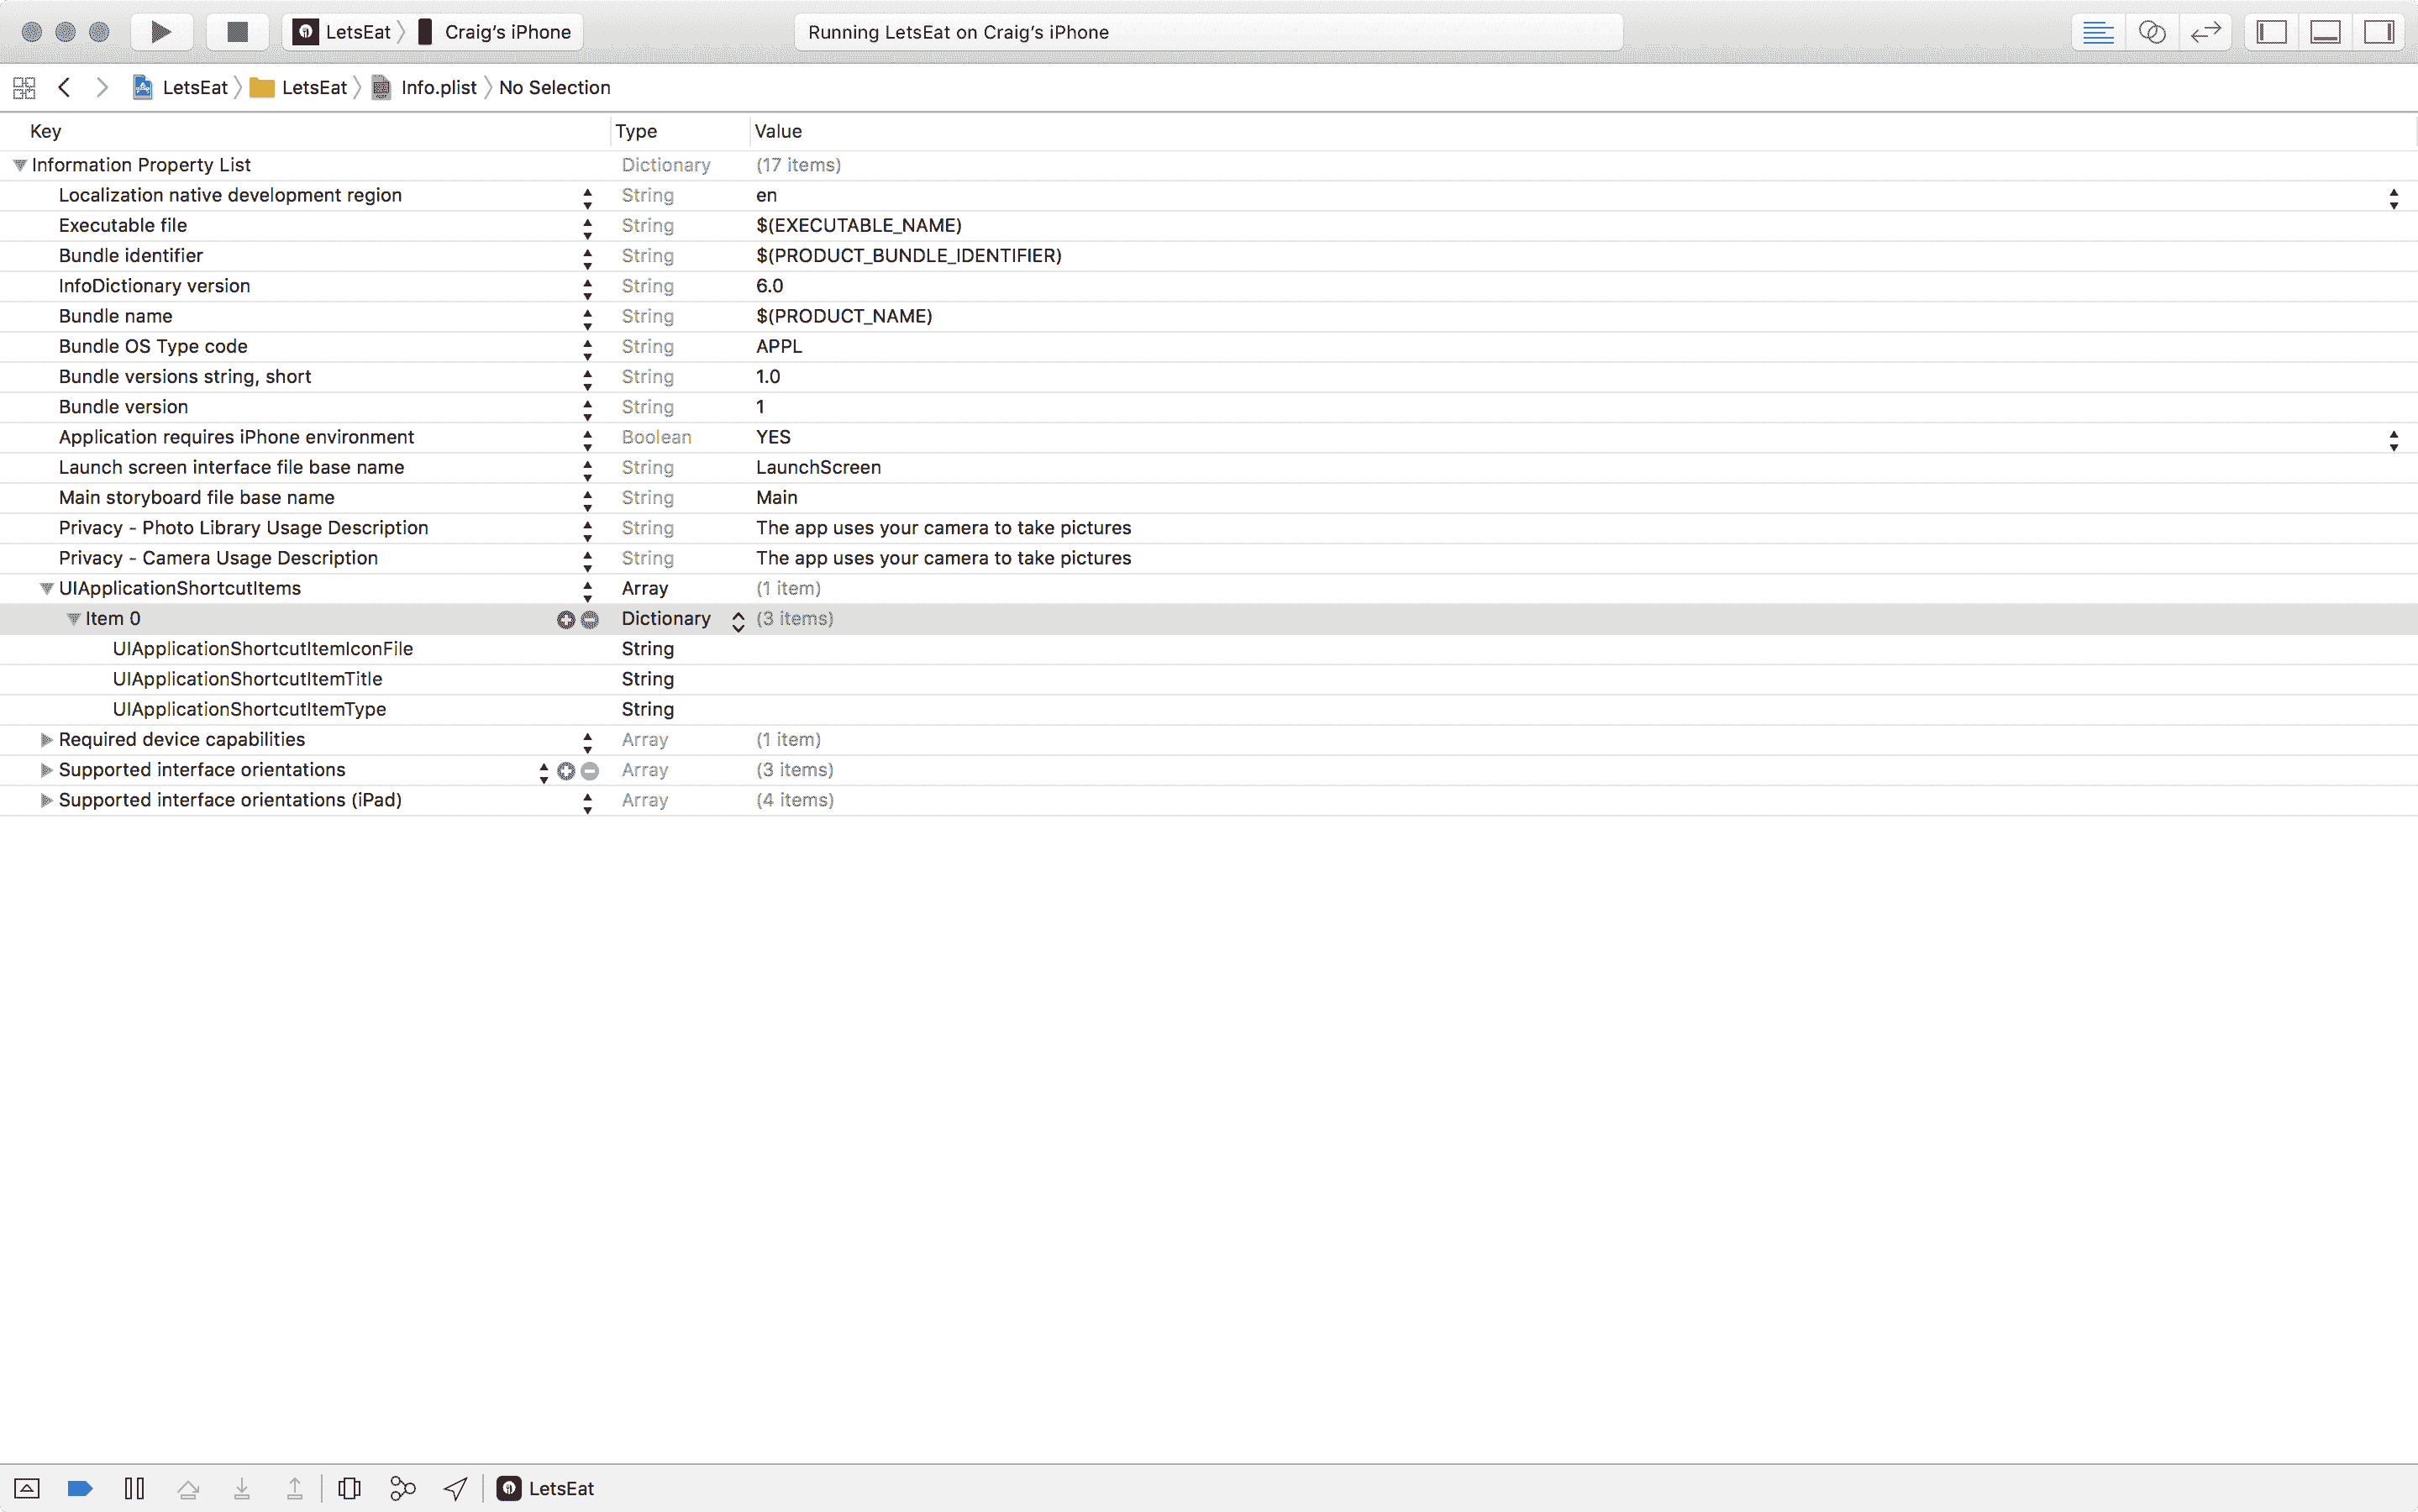 LetsEat Craig’s iPhone Running LetsEat on Craig’s iPhone
LetsEat LetsEat Info.plist No Selection
Key Type Value
Information Property List Dictionary (17 items)
Localization native development region String en
Executable file String $(EXECUTABLE_NAME)
Bundle identifier String $(PRODUCT_BUNDLE_IDENTIFIER)
InfoDictionary version String 6.0
Bundle name String $(PRODUCT_NAME)
Bundle OS Type code String APPL
Bundle versions string, short String 1.0
Bundle version String 1
Application requires iPhone environment Boolean YES
Launch screen interface file base name String LaunchScreen
Main storyboard file base name String Main
Privacy - Photo Library Usage Description String The app uses your camera to take pictures
Privacy - Camera Usage Description String The app uses your camera to take pictures
UIApplicationShortcutItems Array (1 item)
Item 0 Dictionary (3 items)
UIApplicationShortcutItemIconFile String
UIApplicationShortcutItemTitle String
UIApplicationShortcutItemType String
Required device capabilities Array (1 item)
Supported interface orientations Array (3 items)
Supported interface orientations (iPad) Array (4 items)
LetsEat